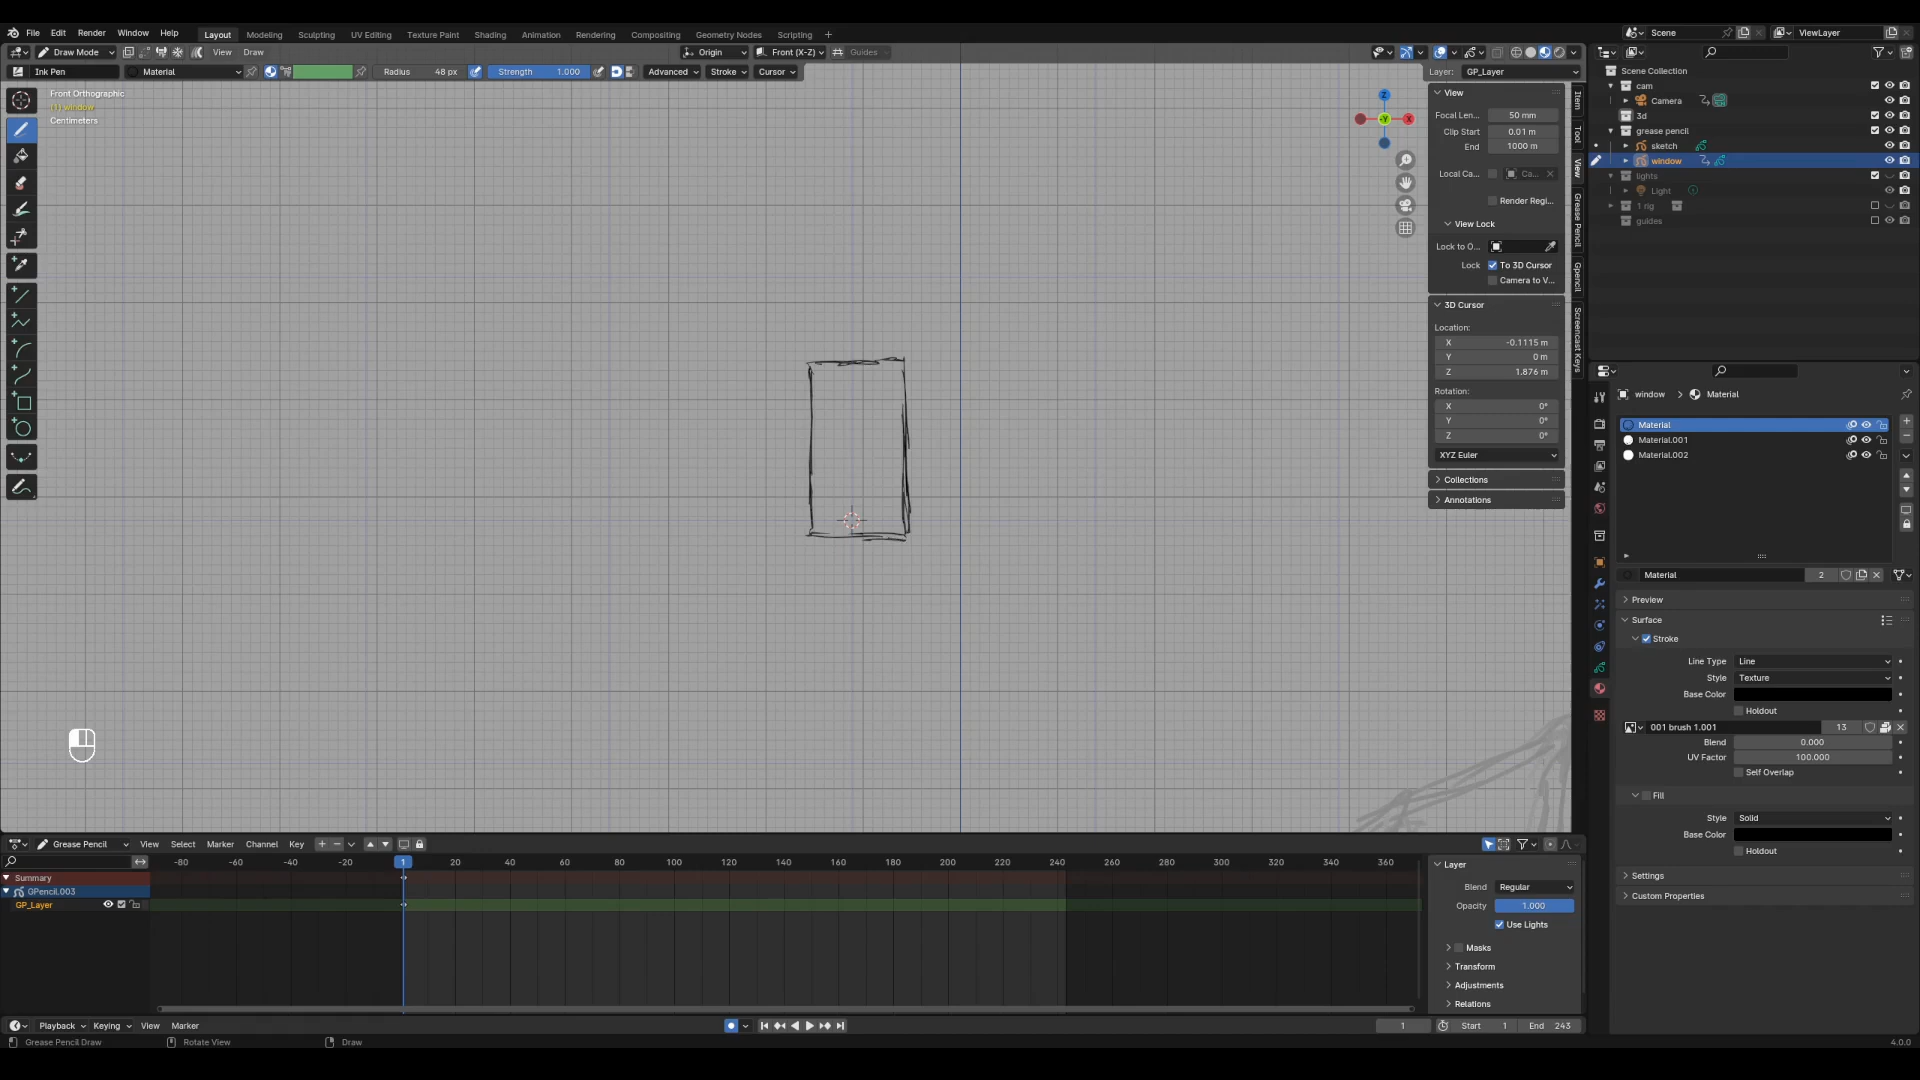 File Edit Render Window Help Layout Modeling Sculpting UV Editing Texture Paint Shading Animation Rendering Compositing Geometry Nodes Scripting + Scene ViewLayer
Draw Mode View Draw Origin Front (X-Z) Guides
Ink Pen Material Radius 48 px Strength 1.000 Advanced Stroke Cursor Layer: GP_Layer
Front Orthographic
(1) window
Centimeters
Z
-Y
X
View
Focal Len... 50 mm
Clip Start 0.01 m
End 1000 m
Local Ca... Ca...
Render Regi...
View Lock
Lock to O...
Lock To 3D Cursor
Camera to V...
3D Cursor
Location:
X -0.1115 m
Y 0 m
Z 1.876 m
Rotation:
X 0°
Y 0°
Z 0°
XYZ Euler
Collections
Annotations
Item
Tool
View
Grease Pencil
Gpencil
Screencast Keys
Scene Collection
cam
Camera
3d
grease pencil
sketch
window
lights
Light
1 rig
guides
window > Material
Material
Material.001
Material.002
Material 2
Preview
Surface
Stroke
Line Type Line
Style Texture
Base Color
Holdout
001 brush 1.001 13
Blend 0.000
UV Factor 100.000
Self Overlap
Fill
Style Solid
Base Color
Holdout
Settings
Custom Properties
Grease Pencil View Select Marker Channel Key
-80 -60 -40 -20 1 20 40 60 80 100 120 140 160 180 200 220 240 260 280 300 320 340 360
Summary
GPencil.003
GP_Layer
Layer
Blend Regular
Opacity 1.000
Use Lights
Masks
Transform
Adjustments
Relations
Playback Keying View Marker 1 Start 1 End 243
Grease Pencil Draw Rotate View Draw 4.0.0